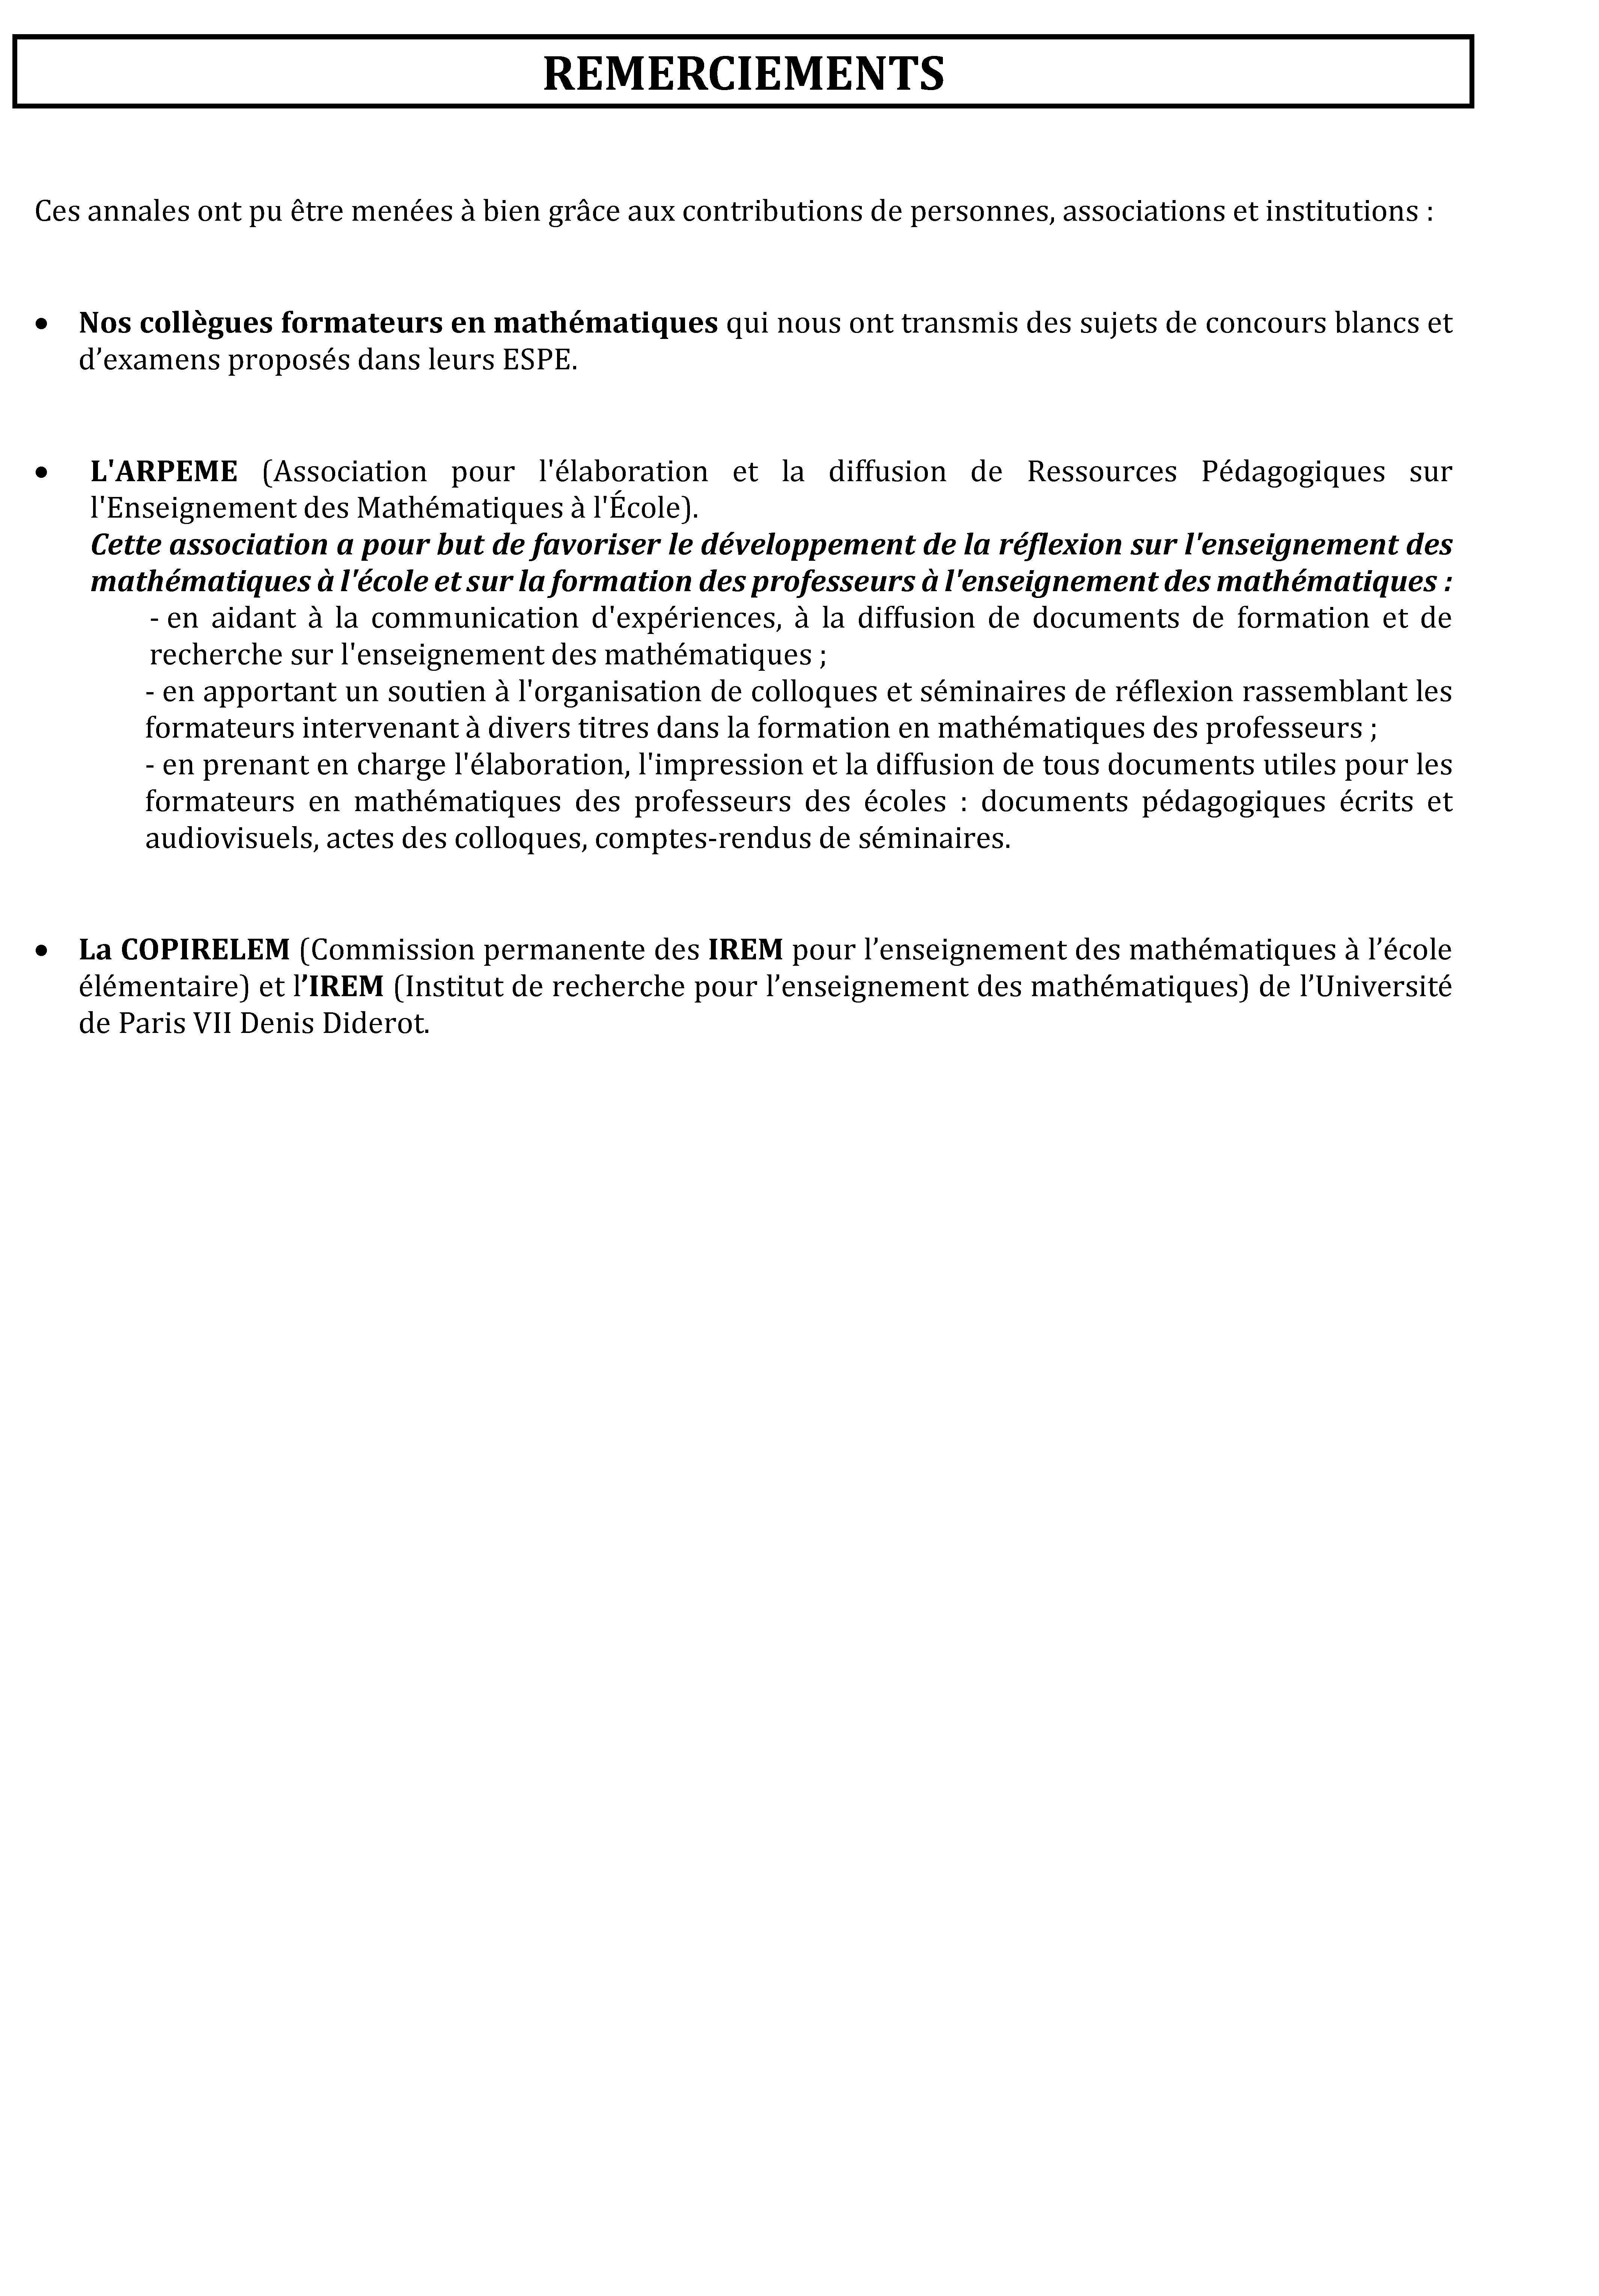 REMERCIEMENTS
Ces annales ont pu être menées à bien grâce aux contributions de personnes, associations et institutions :
• Nos collègues formateurs en mathématiques qui nous ont transmis des sujets de concours blancs et
d’examens proposés dans leurs ESPE.
• L'ARPEME (Association pour l'élaboration et la diffusion de Ressources Pédagogiques sur
l'Enseignement des Mathématiques à l'École).
Cette association a pour but de favoriser le développement de la réflexion sur l'enseignement des
mathématiques à l'école et sur la formation des professeurs à l'enseignement des mathématiques :
- en aidant à la communication d'expériences, à la diffusion de documents de formation et de
recherche sur l'enseignement des mathématiques ;
- en apportant un soutien à l'organisation de colloques et séminaires de réflexion rassemblant les
formateurs intervenant à divers titres dans la formation en mathématiques des professeurs ;
- en prenant en charge l'élaboration, l'impression et la diffusion de tous documents utiles pour les
formateurs en mathématiques des professeurs des écoles : documents pédagogiques écrits et
audiovisuels, actes des colloques, comptes-rendus de séminaires.
• La COPIRELEM (Commission permanente des IREM pour l’enseignement des mathématiques à l’école
élémentaire) et l’IREM (Institut de recherche pour l’enseignement des mathématiques) de l’Université
de Paris VII Denis Diderot.